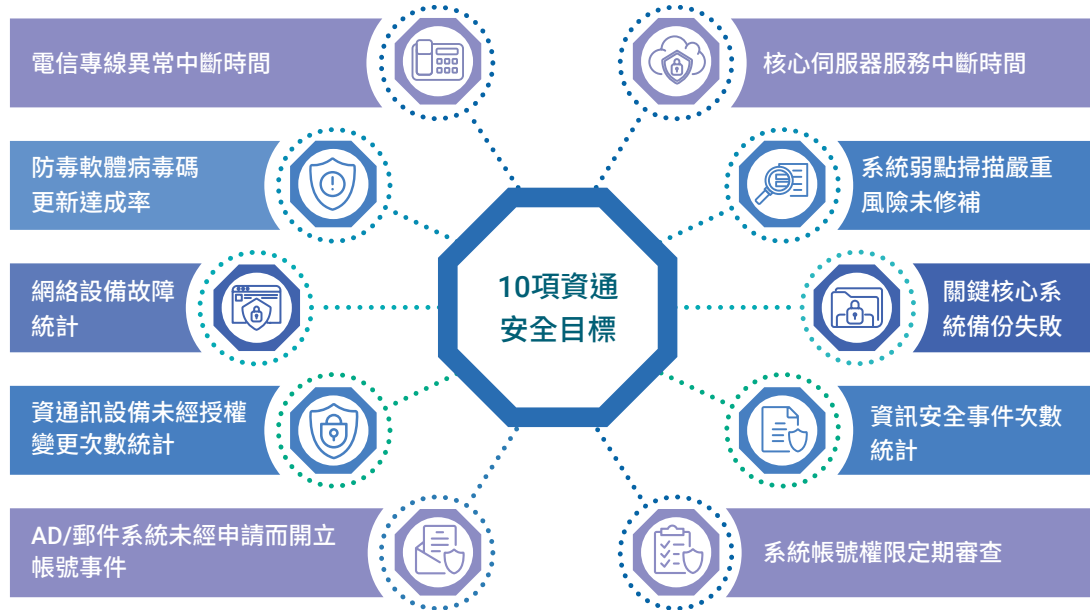 電信專線異常中斷時間
防毒軟體病毒碼
更新達成率
網絡設備故障
統計
資通訊設備未經授權
變更次數統計
AD/郵件系統未經申請而開立
帳號事件
10項資通
安全目標
核心伺服器服務中斷時間
系統弱點掃描嚴重
風險未修補
關鍵核心系
統備份失敗
資訊安全事件次數
統計
系統帳號權限定期審查